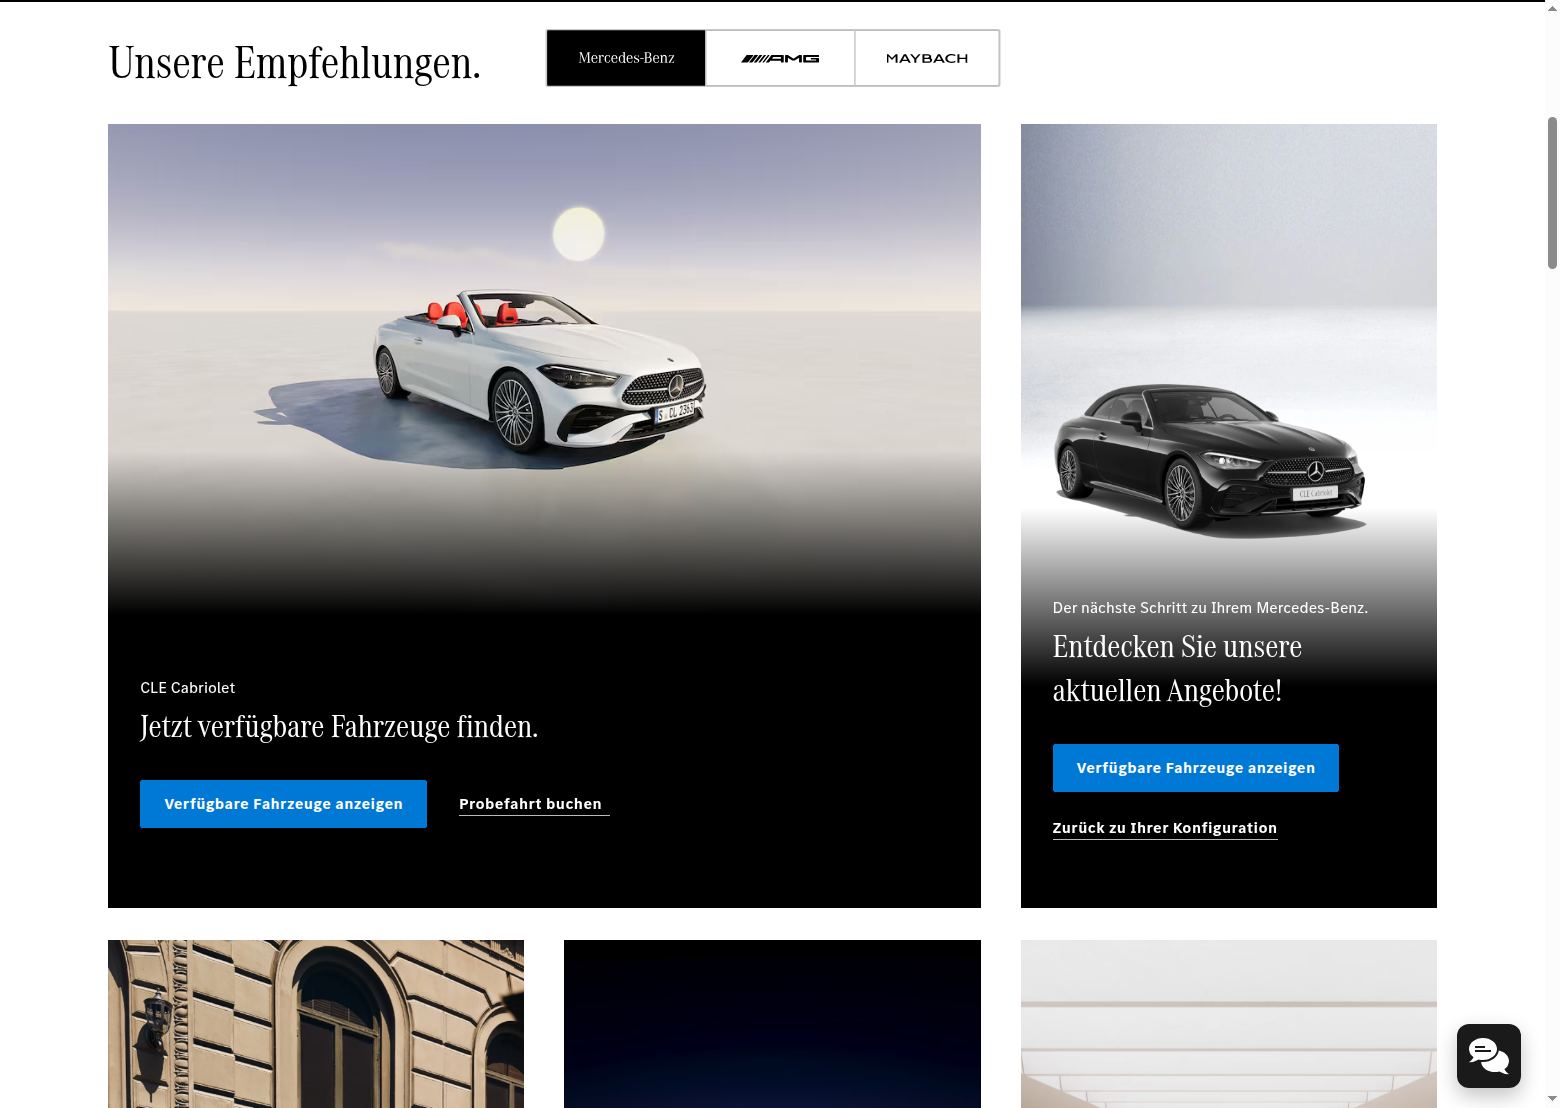 Unsere Empfehlungen.
Mercedes-Benz
AMG
MAYBACH
S CL 2363
CLE Cabriolet
Der nächste Schritt zu Ihrem Mercedes-Benz.
Entdecken Sie unsere
aktuellen Angebote!
Verfügbare Fahrzeuge anzeigen
Zurück zu Ihrer Konfiguration
CLE Cabriolet
Jetzt verfügbare Fahrzeuge finden.
Verfügbare Fahrzeuge anzeigen
Probefahrt buchen